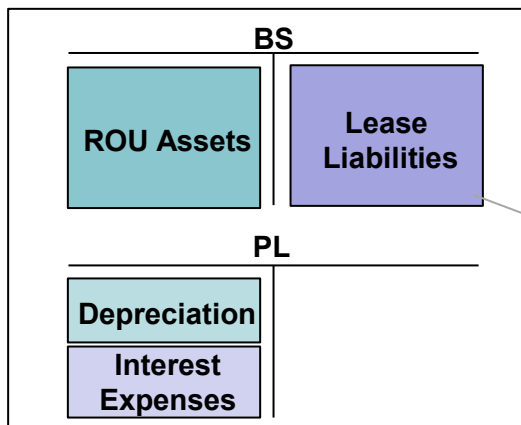 BS
ROU Assets
Lease
Liabilities
PL
Depreciation
Interest
Expenses